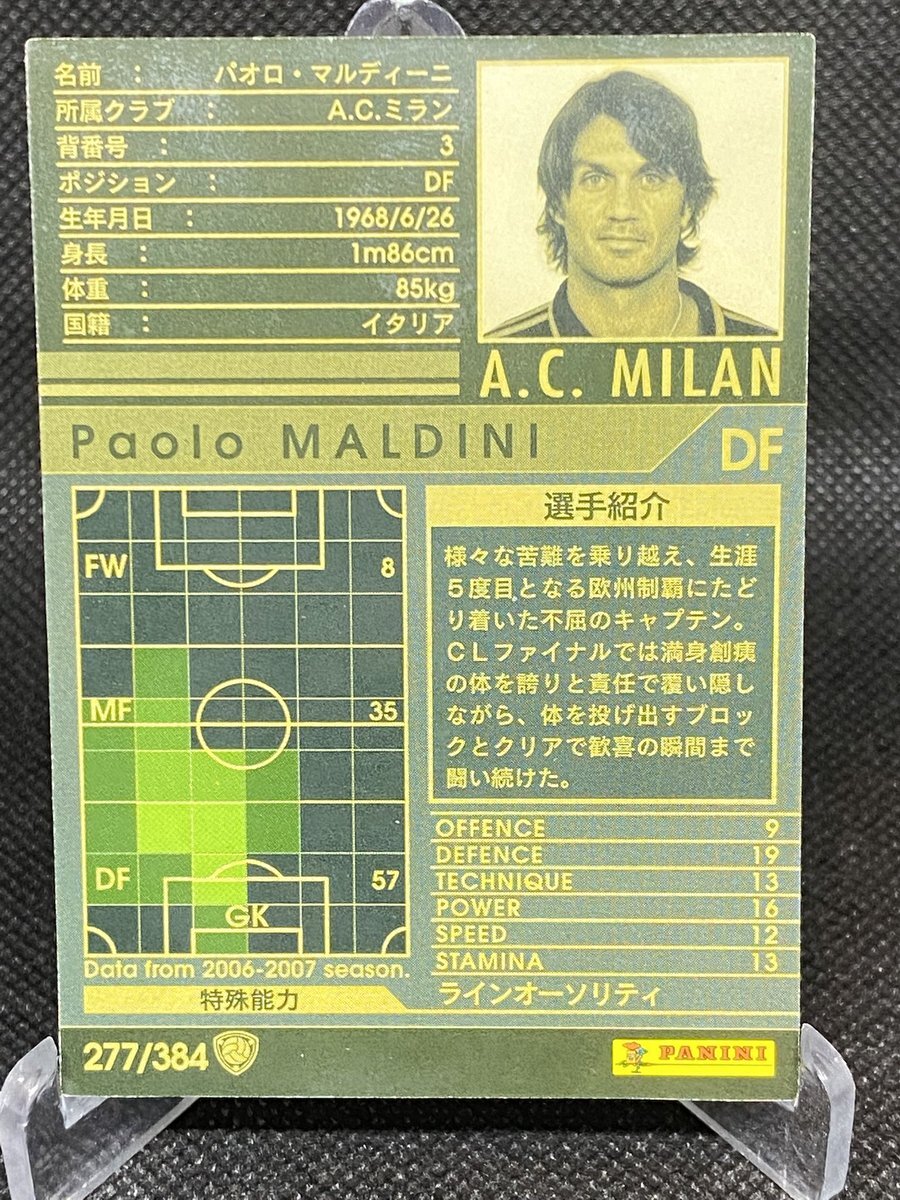 名前 : パオロ・マルディーニ
所属クラブ : A.C.ミラン
背番号 : 3
ポジション : DF
生年月日 : 1968/6/26
身長 : 1m86cm
体重 : 85kg
国籍 : イタリア
A.C. MILAN
Paolo MALDINI
DF
FW 8
MF 35
DF 57
GK
Data from 2006-2007 season.
選手紹介
様々な苦難を乗り越え、生涯
5度目となる欧州制覇にたど
り着いた不屈のキャプテン。
CLファイナルでは満身創痍
の体を誇りと責任で覆い隠し
ながら、体を投げ出すブロッ
クとクリアで歓喜の瞬間まで
闘い続けた。
OFFENCE 9
DEFENCE 19
TECHNIQUE 13
POWER 16
SPEED 12
STAMINA 13
特殊能力 ラインオーソリティ
277/384
PANINI